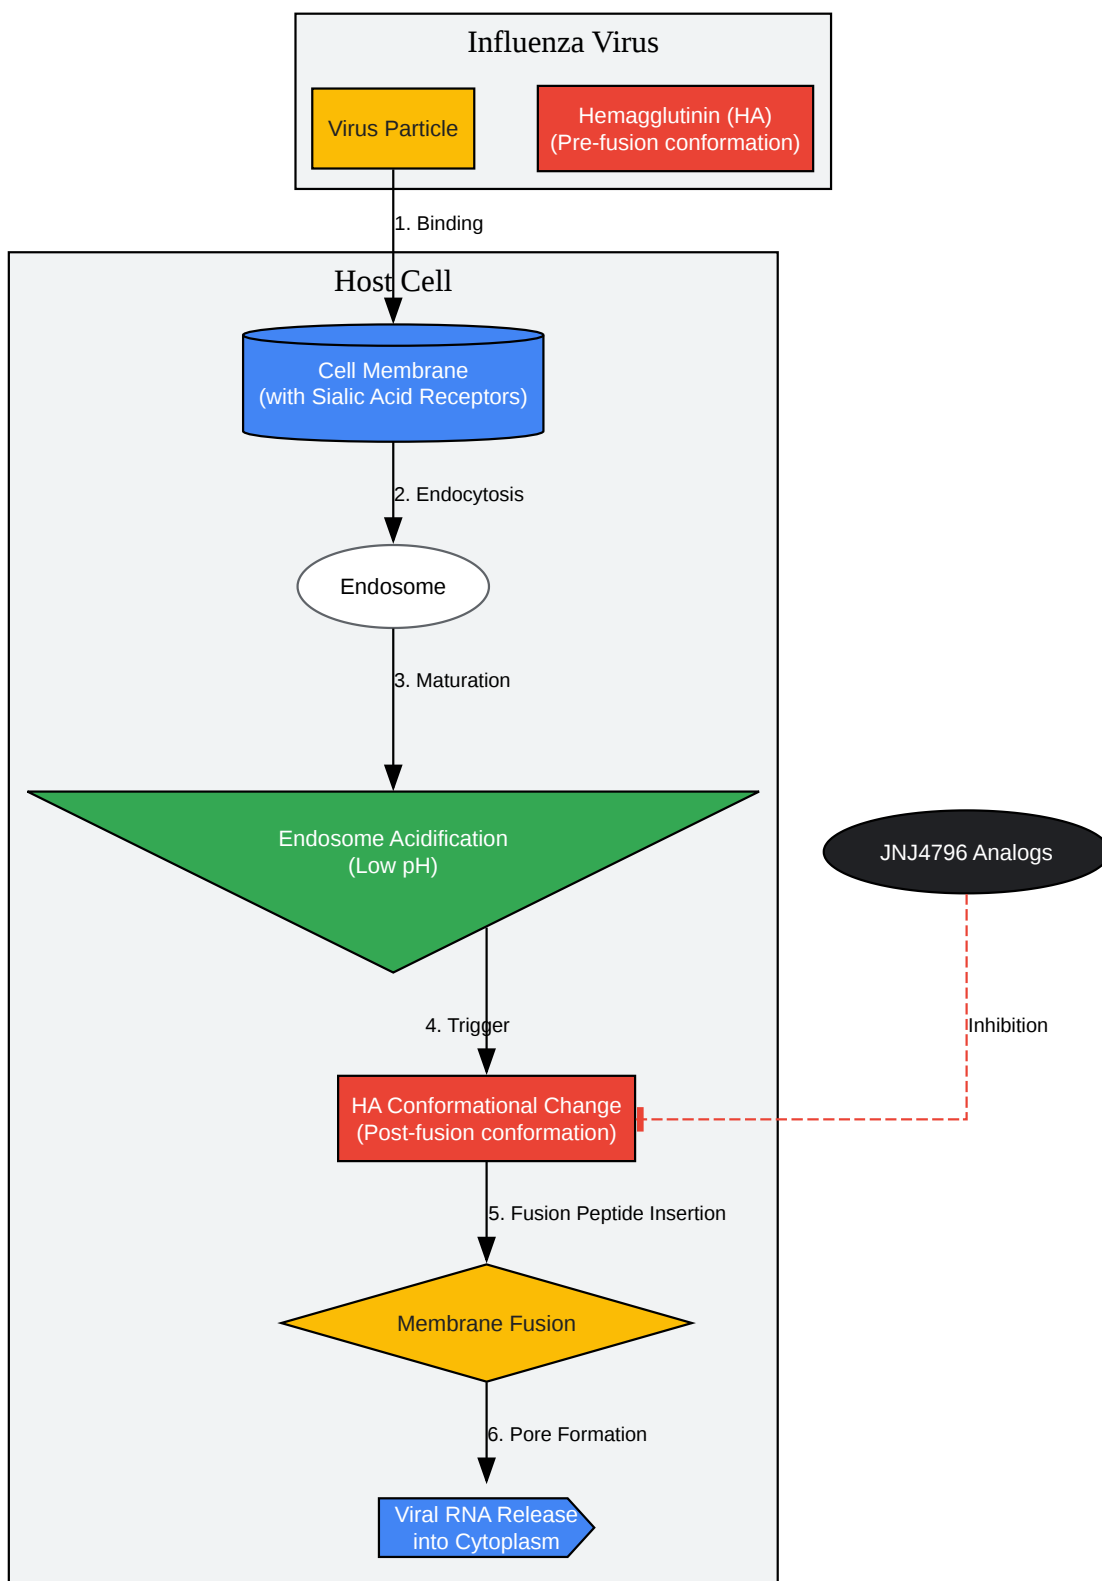 Influenza Virus
Virus Particle
Hemagglutinin (HA)
(Pre-fusion conformation)
1. Binding
Host Cell
Cell Membrane
(with Sialic Acid Receptors)
2. Endocytosis
Endosome
3. Maturation
Endosome Acidification
(Low pH)
JNJ4796 Analogs
4. Trigger
Inhibition
HA Conformational Change
(Post-fusion conformation)
5. Fusion Peptide Insertion
Membrane Fusion
6. Pore Formation
Viral RNA Release
into Cytoplasm